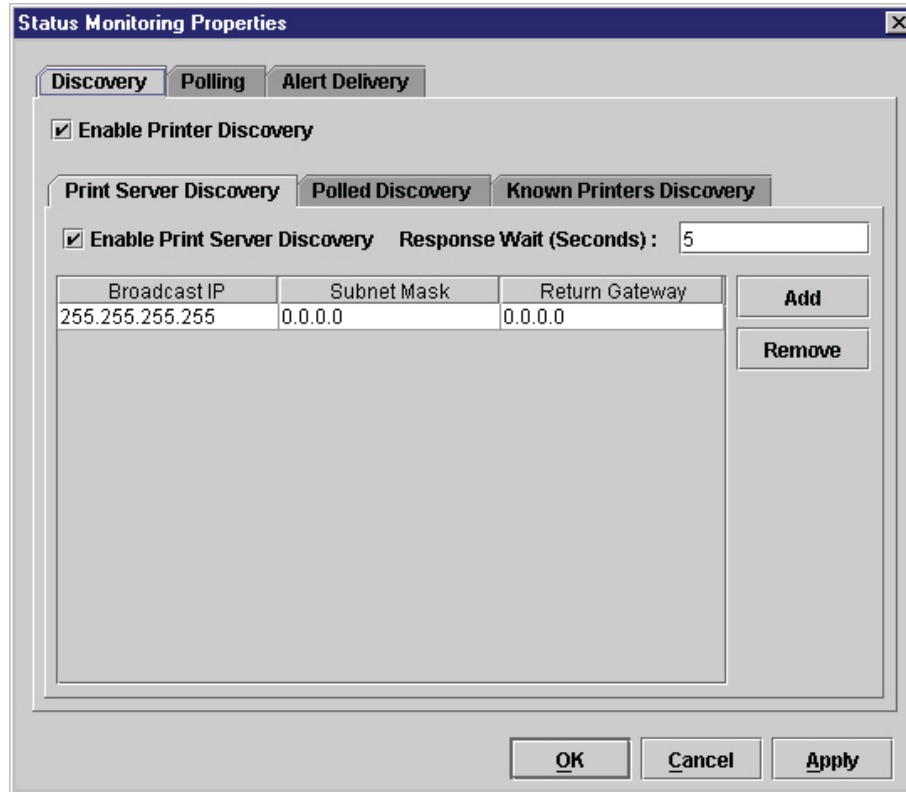 Status Monitoring Properties
Discovery Polling Alert Delivery
Enable Printer Discovery
Print Server Discovery Polled Discovery Known Printers Discovery
Enable Print Server Discovery Response Wait (Seconds) : 5
Broadcast IP Subnet Mask Return Gateway
255.255.255.255 0.0.0.0 0.0.0.0
Add
Remove
OK Cancel Apply